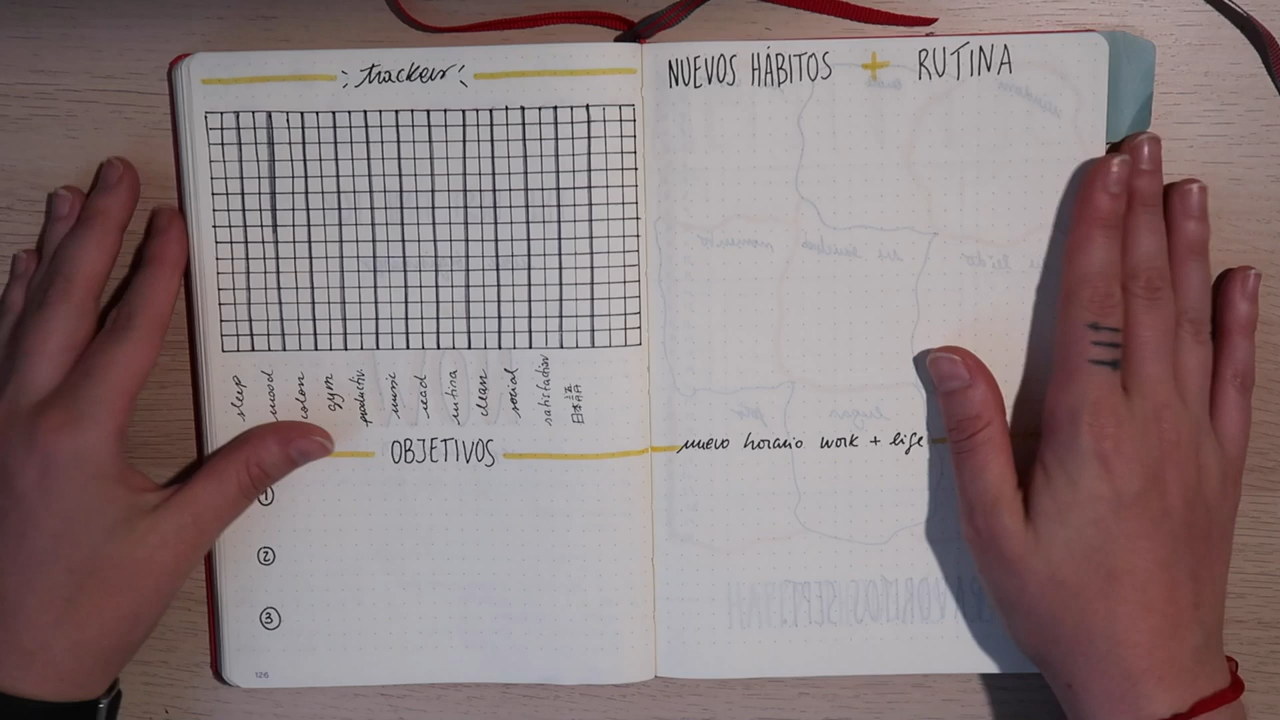 tracker
NUEVOS HÁBITOS + RUTINA
sleep
mood
colon
gym
productiv.
music
read
rutina
clean
social
satisfaction
日本語
OBJETIVOS
nuevo horario work + life
1
2
3
126